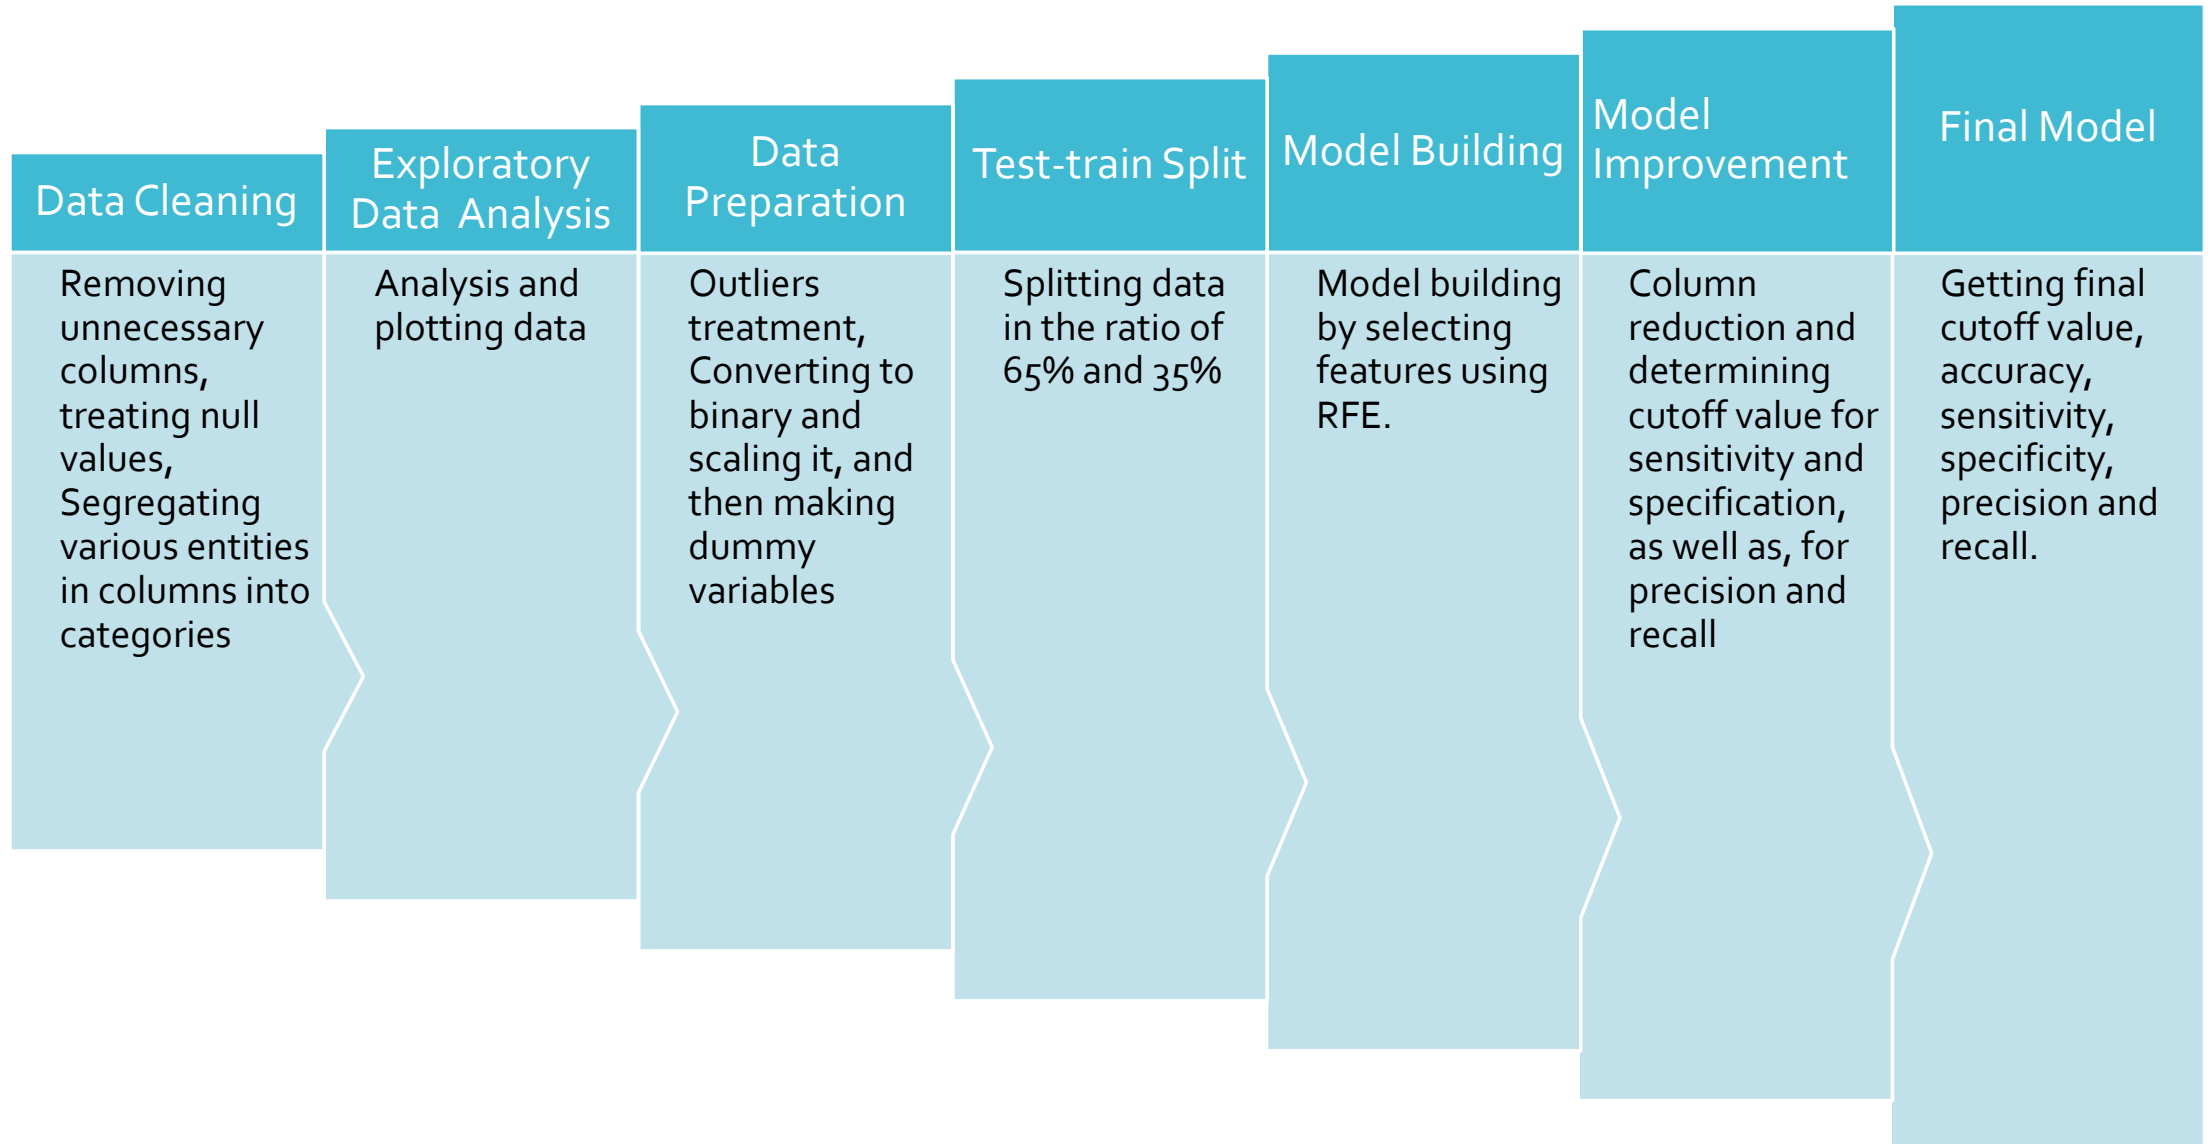 Data Cleaning
Removing
unnecessary
columns,
treating null
values,
Segregating
various entities
in columns into
categories
Exploratory
Data  Analysis
Analysis and
plotting data
Data
Preparation
Outliers
treatment,
Converting to
binary and
scaling it, and
then making
dummy
variables
Test-train Split
Splitting data
in the ratio of
65% and 35%
Model Building
Model building
by selecting
features using
RFE.
Model
Improvement
Column
reduction and
determining
cutoff value for
sensitivity and
specification,
as well as, for
precision and
recall
Final Model
Getting final
cutoff value,
accuracy,
sensitivity,
specificity,
precision and
recall.